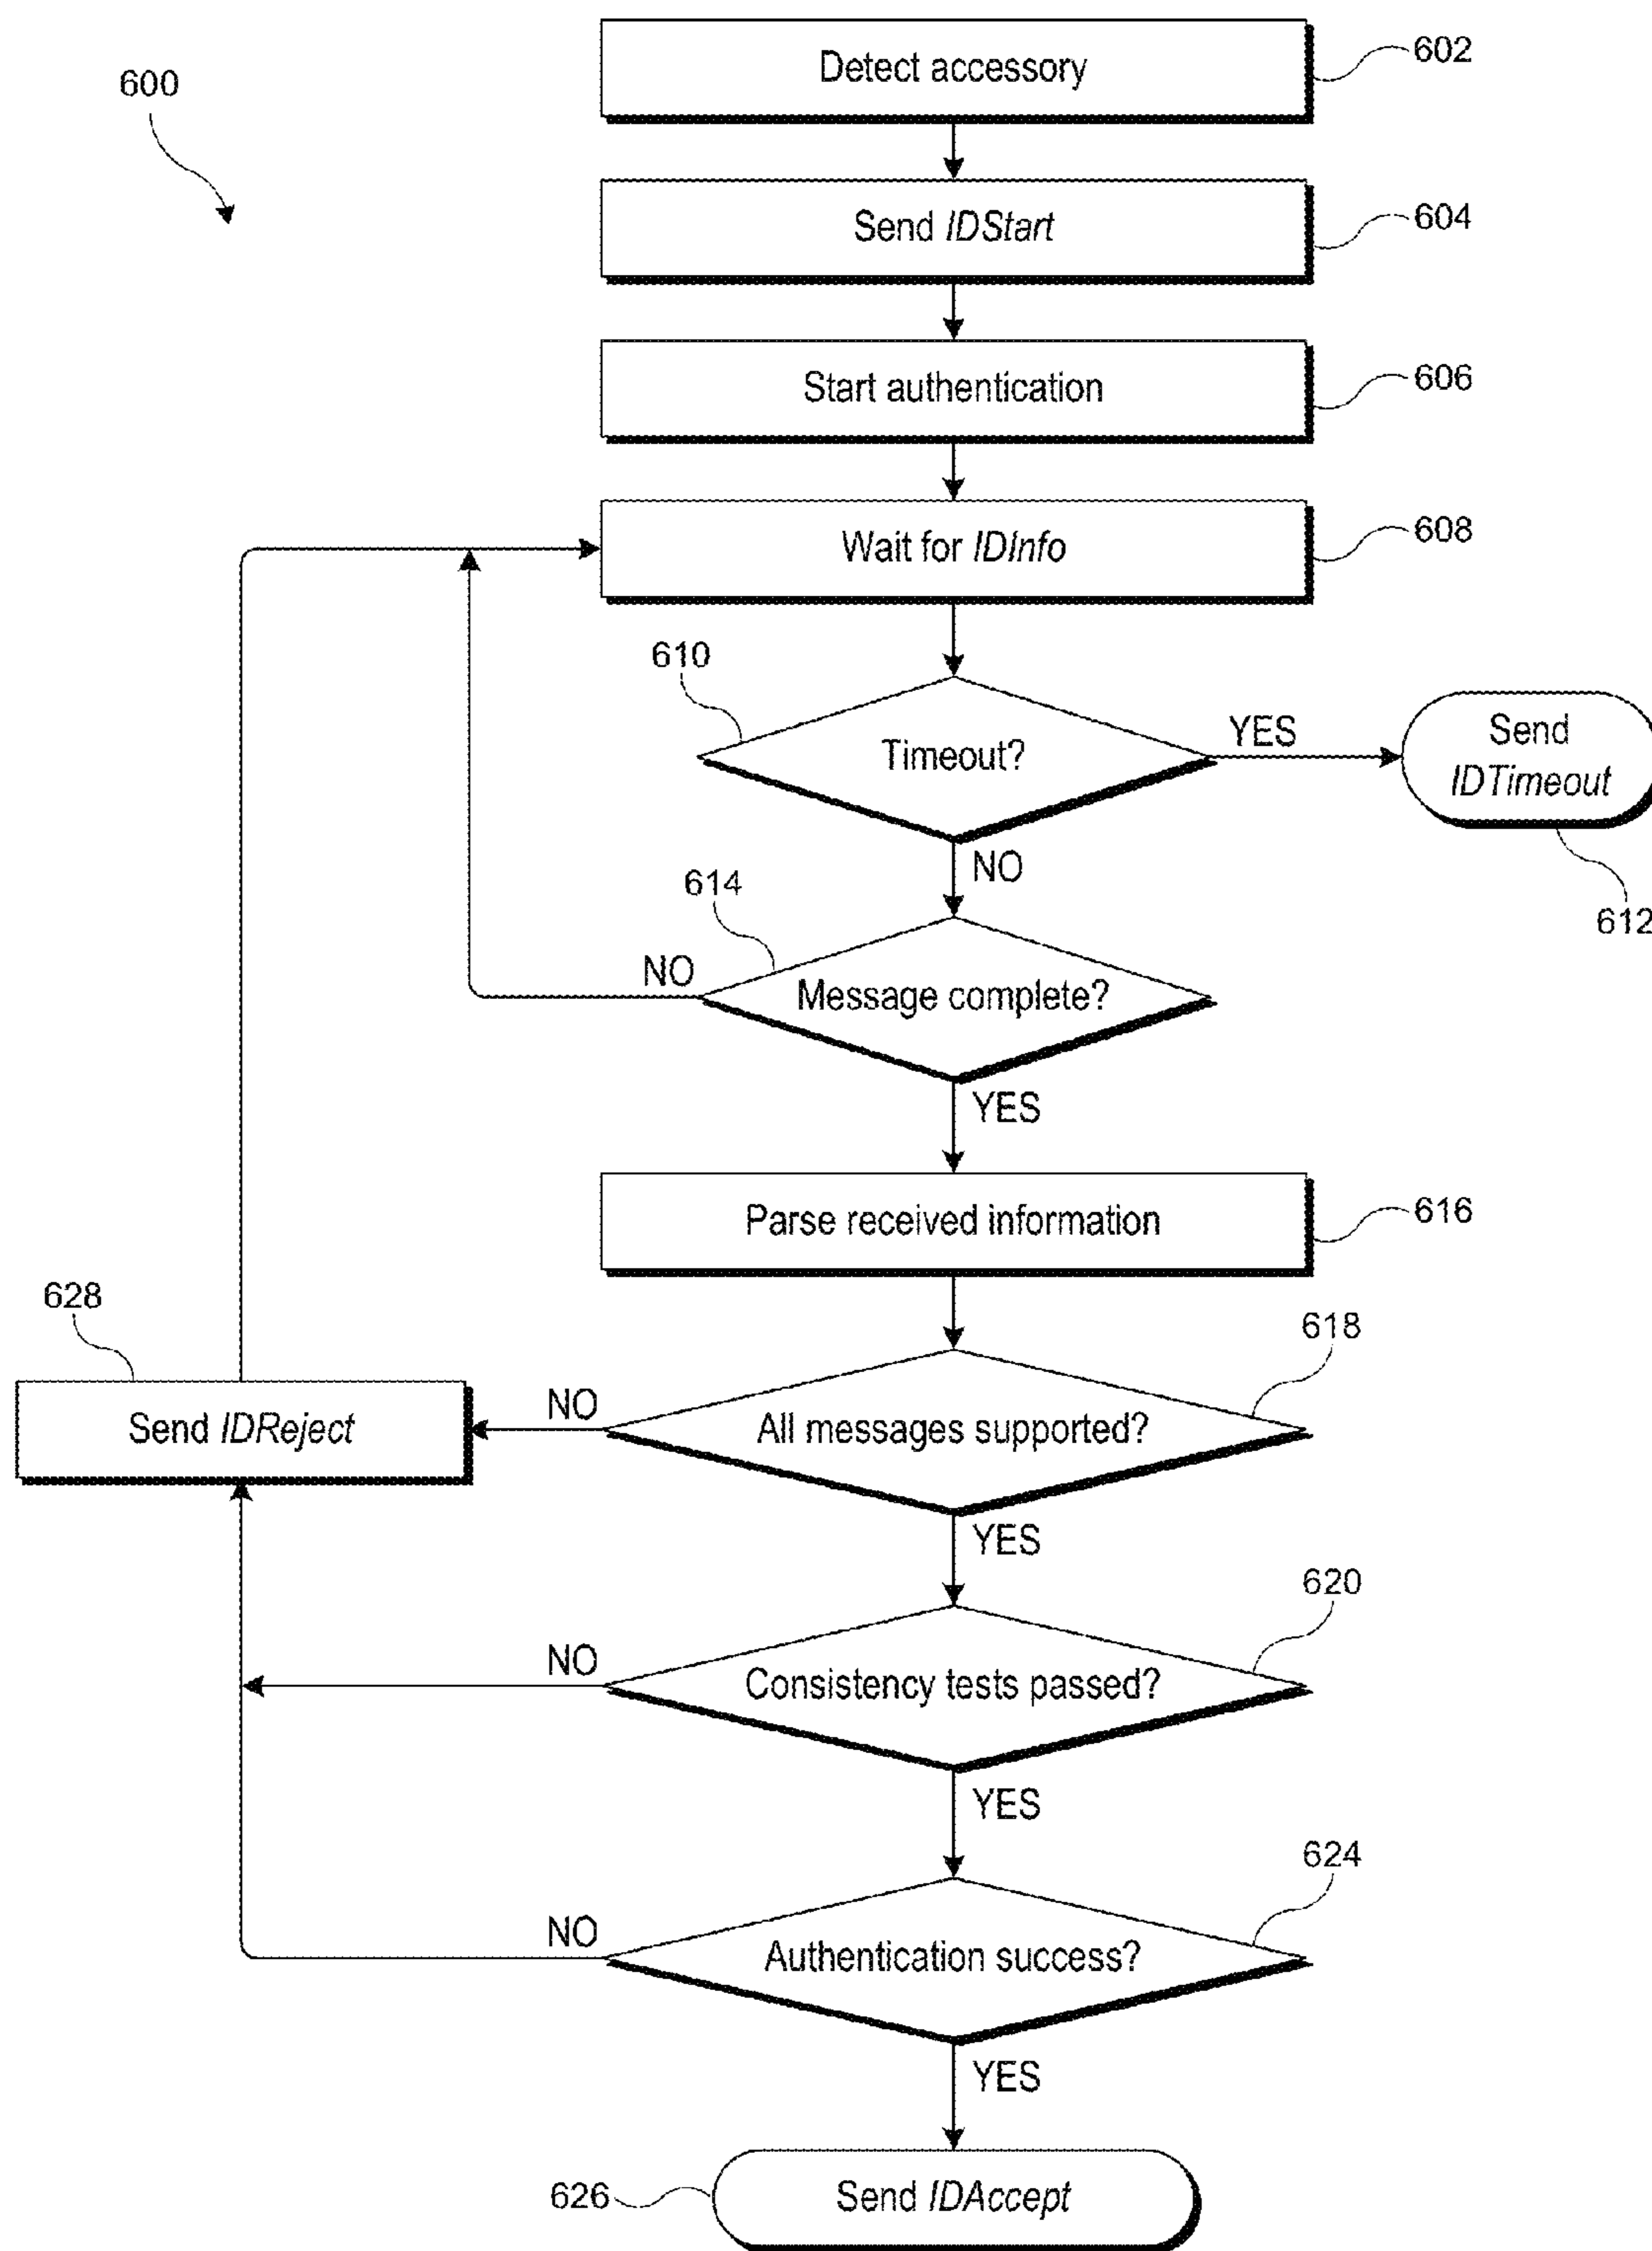 600
Detect accessory
602
Send IDStart
604
Start authentication
606
Wait for IDInfo
608
610
Timeout?
YES
Send
IDTimeout
612
NO
614
Message complete?
NO
YES
Parse received information
616
618
All messages supported?
NO
628
Send IDReject
YES
620
Consistency tests passed?
NO
YES
624
Authentication success?
NO
YES
626
Send IDAccept